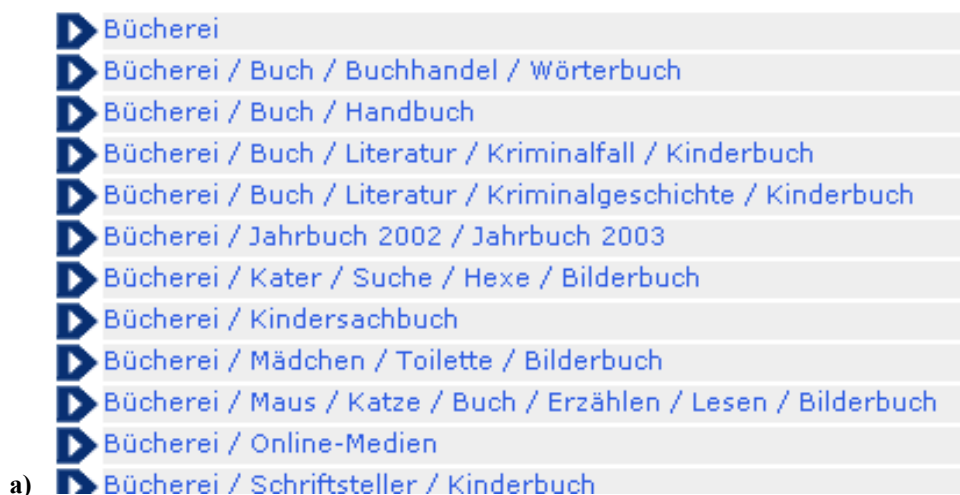 Bücherei
Bücherei / Buch / Buchhandel / Wörterbuch
Bücherei / Buch / Handbuch
Bücherei / Buch / Literatur / Kriminalfall / Kinderbuch
Bücherei / Buch / Literatur / Kriminalgeschichte / Kinderbuch
Bücherei / Jahrbuch 2002 / Jahrbuch 2003
Bücherei / Kater / Suche / Hexe / Bilderbuch
Bücherei / Kindersachbuch
Bücherei / Mädchen / Toilette / Bilderbuch
Bücherei / Maus / Katze / Buch / Erzählen / Lesen / Bilderbuch
Bücherei / Online-Medien
a) Bücherei / Schriftsteller / Kinderbuch